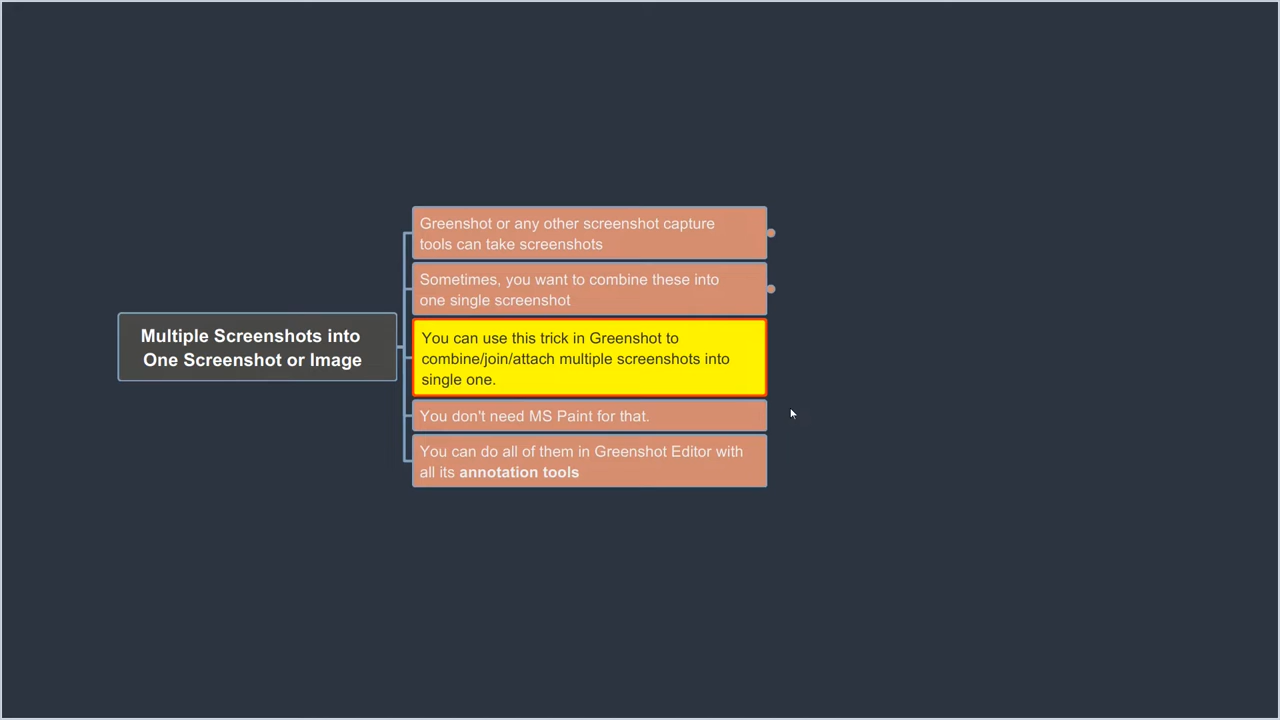 Multiple Screenshots into
One Screenshot or Image
Greenshot or any other screenshot capture
tools can take screenshots
Sometimes, you want to combine these into
one single screenshot
You can use this trick in Greenshot to
combine/join/attach multiple screenshots into
single one.
You don't need MS Paint for that.
You can do all of them in Greenshot Editor with
all its annotation tools